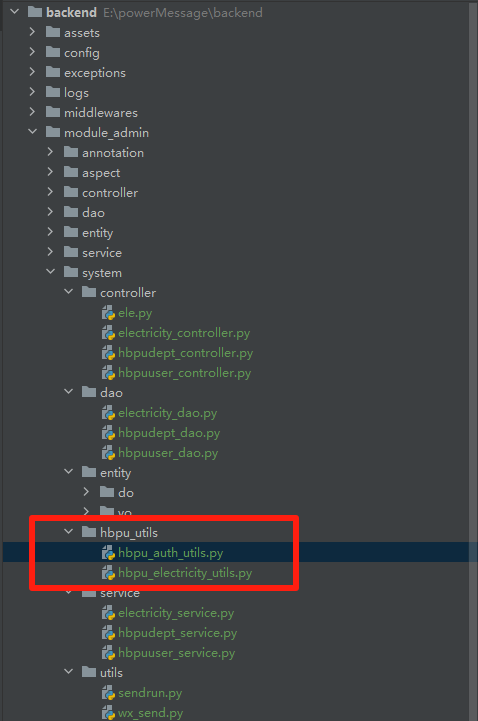 backend E:\powerMessage\backend
assets
config
exceptions
logs
middlewares
module_admin
annotation
aspect
controller
dao
entity
service
system
controller
ele.py
electricity_controller.py
hbpudept_controller.py
hbpuuser_controller.py
dao
electricity_dao.py
hbpudept_dao.py
hbpuuser_dao.py
entity
do
vo
hbpu_utils
hbpu_auth_utils.py
hbpu_electricity_utils.py
service
electricity_service.py
hbpudept_service.py
hbpuuser_service.py
utils
sendrun.py
wx_send.py